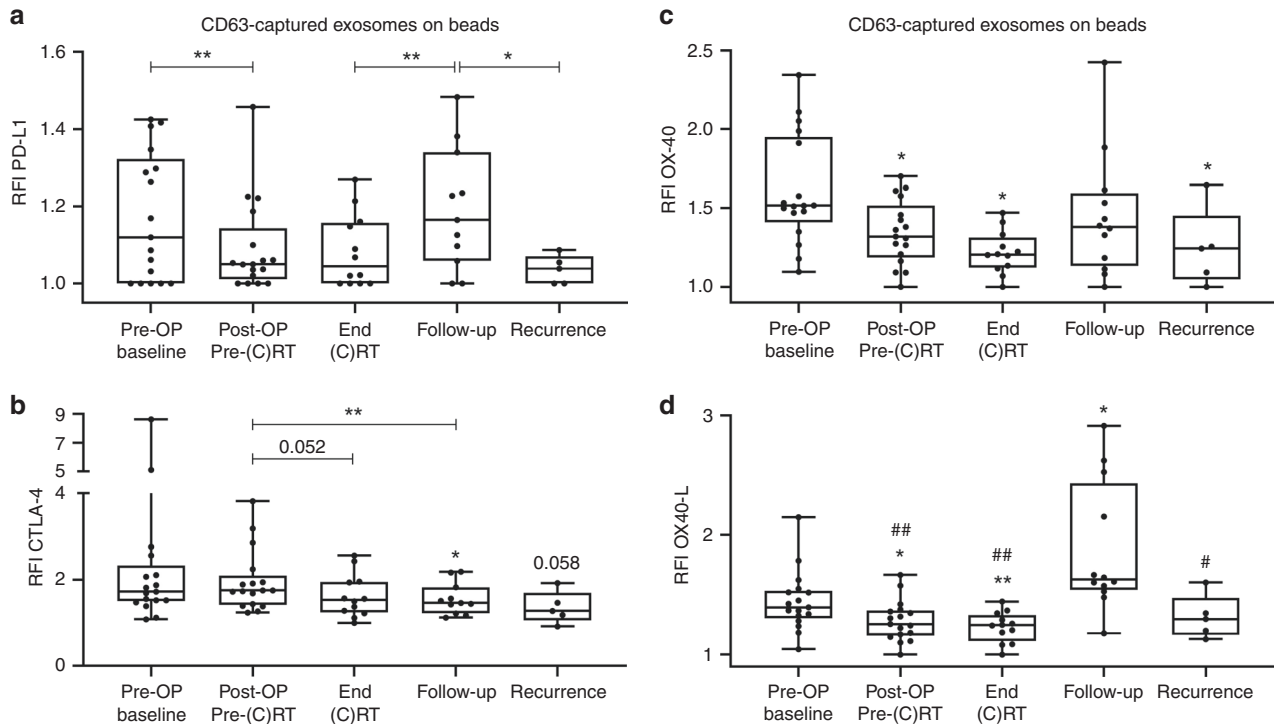 a
CD63-captured exosomes on beads
RFI PD-L1
1.6
1.4
1.2
1.0
**
**
*
Pre-OP
baseline
Post-OP
Pre-(C)RT
End
(C)RT
Follow-up
Recurrence
b
RFI CTLA-4
9
7
5
4
2
0
**
0.052
*
0.058
Pre-OP
baseline
Post-OP
Pre-(C)RT
End
(C)RT
Follow-up
Recurrence
c
CD63-captured exosomes on beads
RFI OX-40
2.5
2.0
1.5
1.0
*
*
*
Pre-OP
baseline
Post-OP
Pre-(C)RT
End
(C)RT
Follow-up
Recurrence
d
RFI OX40-L
3
2
1
##
*
##
**
*
#
Pre-OP
baseline
Post-OP
Pre-(C)RT
End
(C)RT
Follow-up
Recurrence